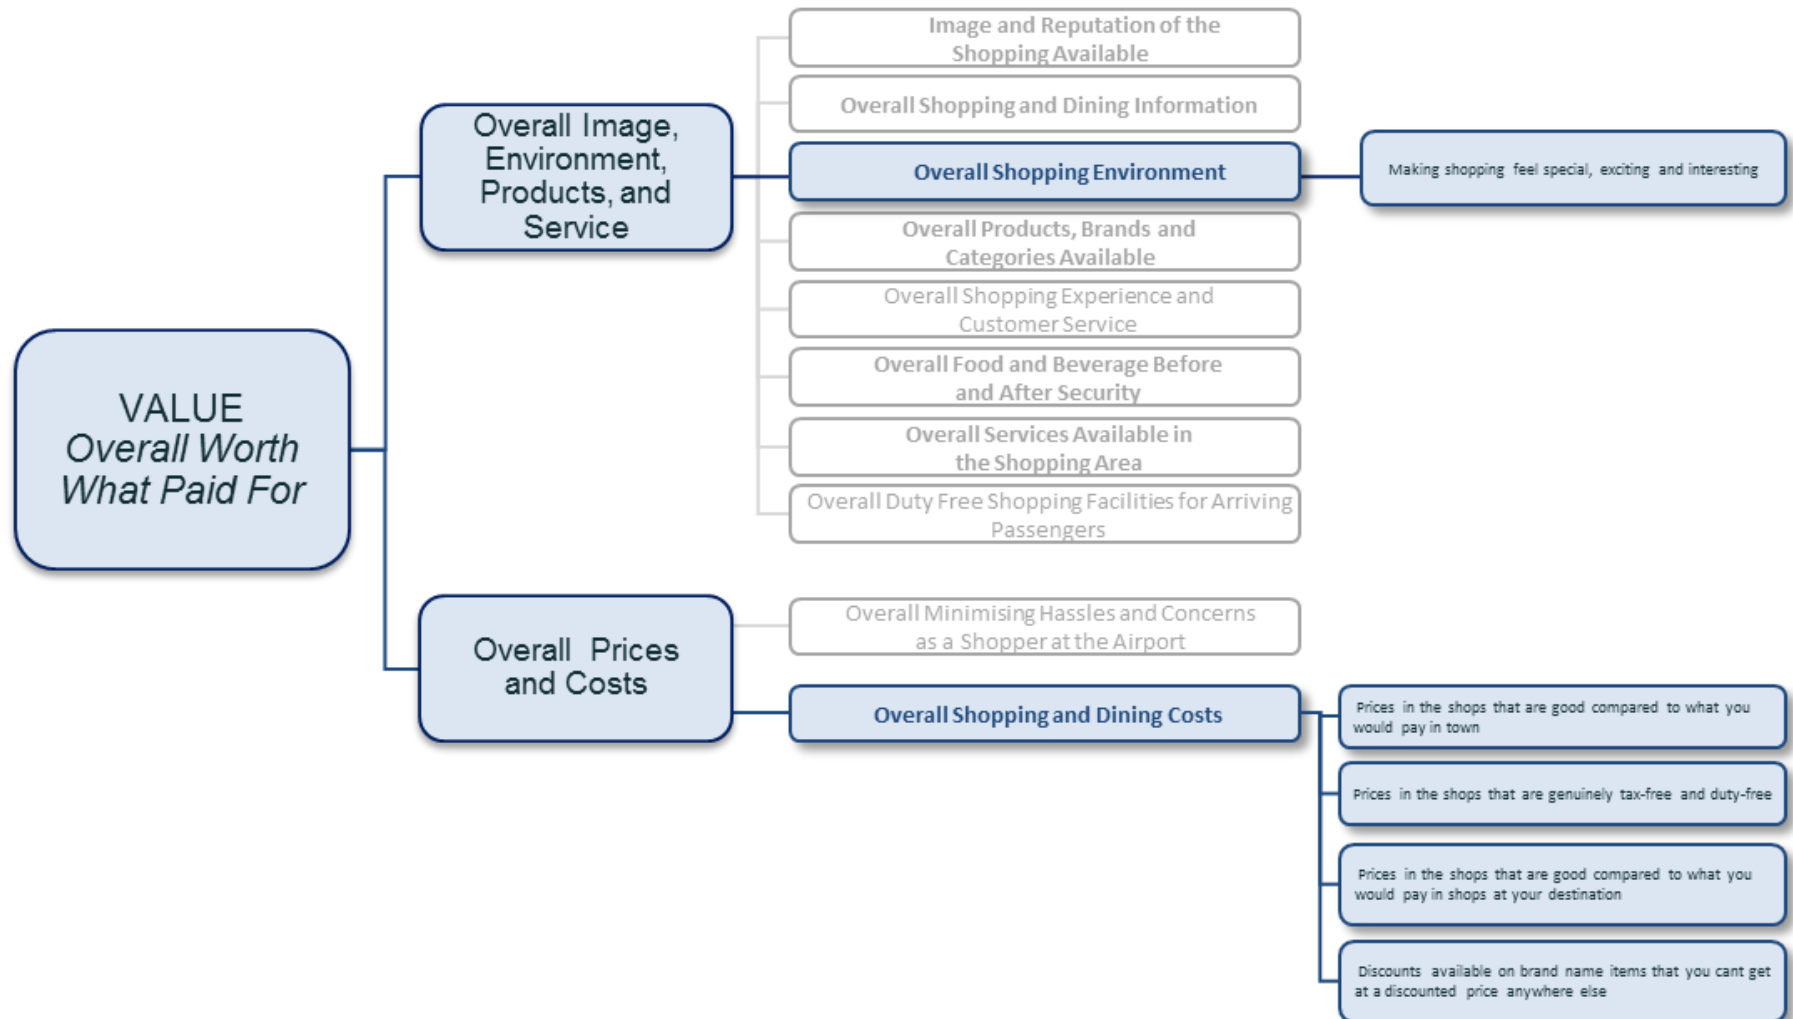 VALUE
Overall Worth
What Paid For
Overall Image,
Environment,
Products, and
Service
Image and Reputation of the
Shopping Available
Overall Shopping and Dining Information
Overall Shopping Environment
Making shopping feel special, exciting and interesting
Overall Products, Brands and
Categories Available
Overall Shopping Experience and
Customer Service
Overall Food and Beverage Before
and After Security
Overall Services Available in
the Shopping Area
Overall Duty Free Shopping Facilities for Arriving
Passengers
Overall Prices
and Costs
Overall Minimising Hassles and Concerns
as a Shopper at the Airport
Overall Shopping and Dining Costs
Prices in the shops that are good compared to what you
would pay in town
Prices in the shops that are genuinely tax-free and duty-free
Prices in the shops that are good compared to what you
would pay in shops at your destination
Discounts available on brand name items that you cant get
at a discounted price anywhere else